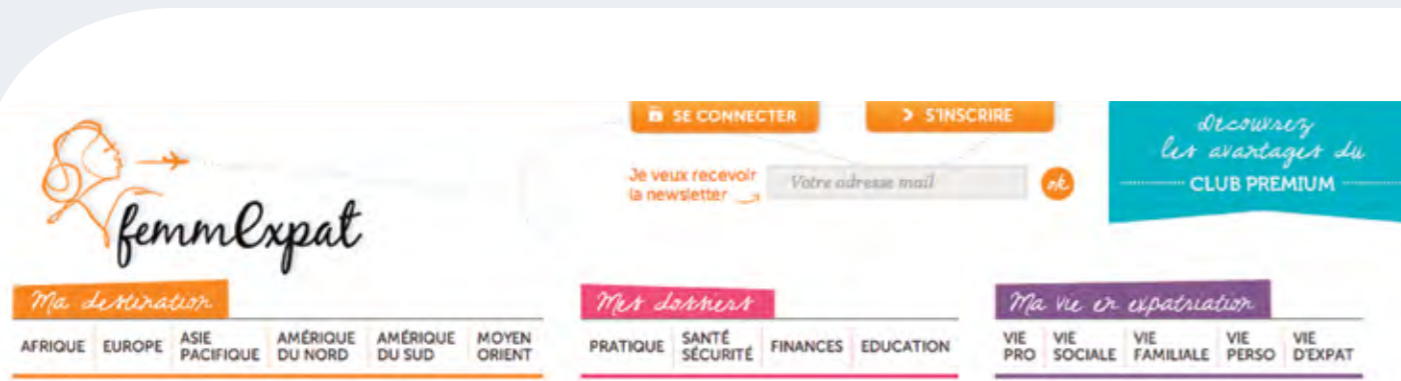 SE CONNECTER
S'INSCRIRE
Découvrez
les avantages du
CLUB PREMIUM
Je veux recevoir
la newsletter
Votre adresse mail
ok
femmExpat
Ma destination
AFRIQUE
EUROPE
ASIE
PACIFIQUE
AMÉRIQUE
DU NORD
AMÉRIQUE
DU SUD
MOYEN
ORIENT
Mes dossiers
PRATIQUE
SANTÉ
SÉCURITÉ
FINANCES
EDUCATION
Ma vie en expatriation
VIE
PRO
VIE
SOCIALE
VIE
FAMILIALE
VIE
PERSO
VIE
D'EXPAT